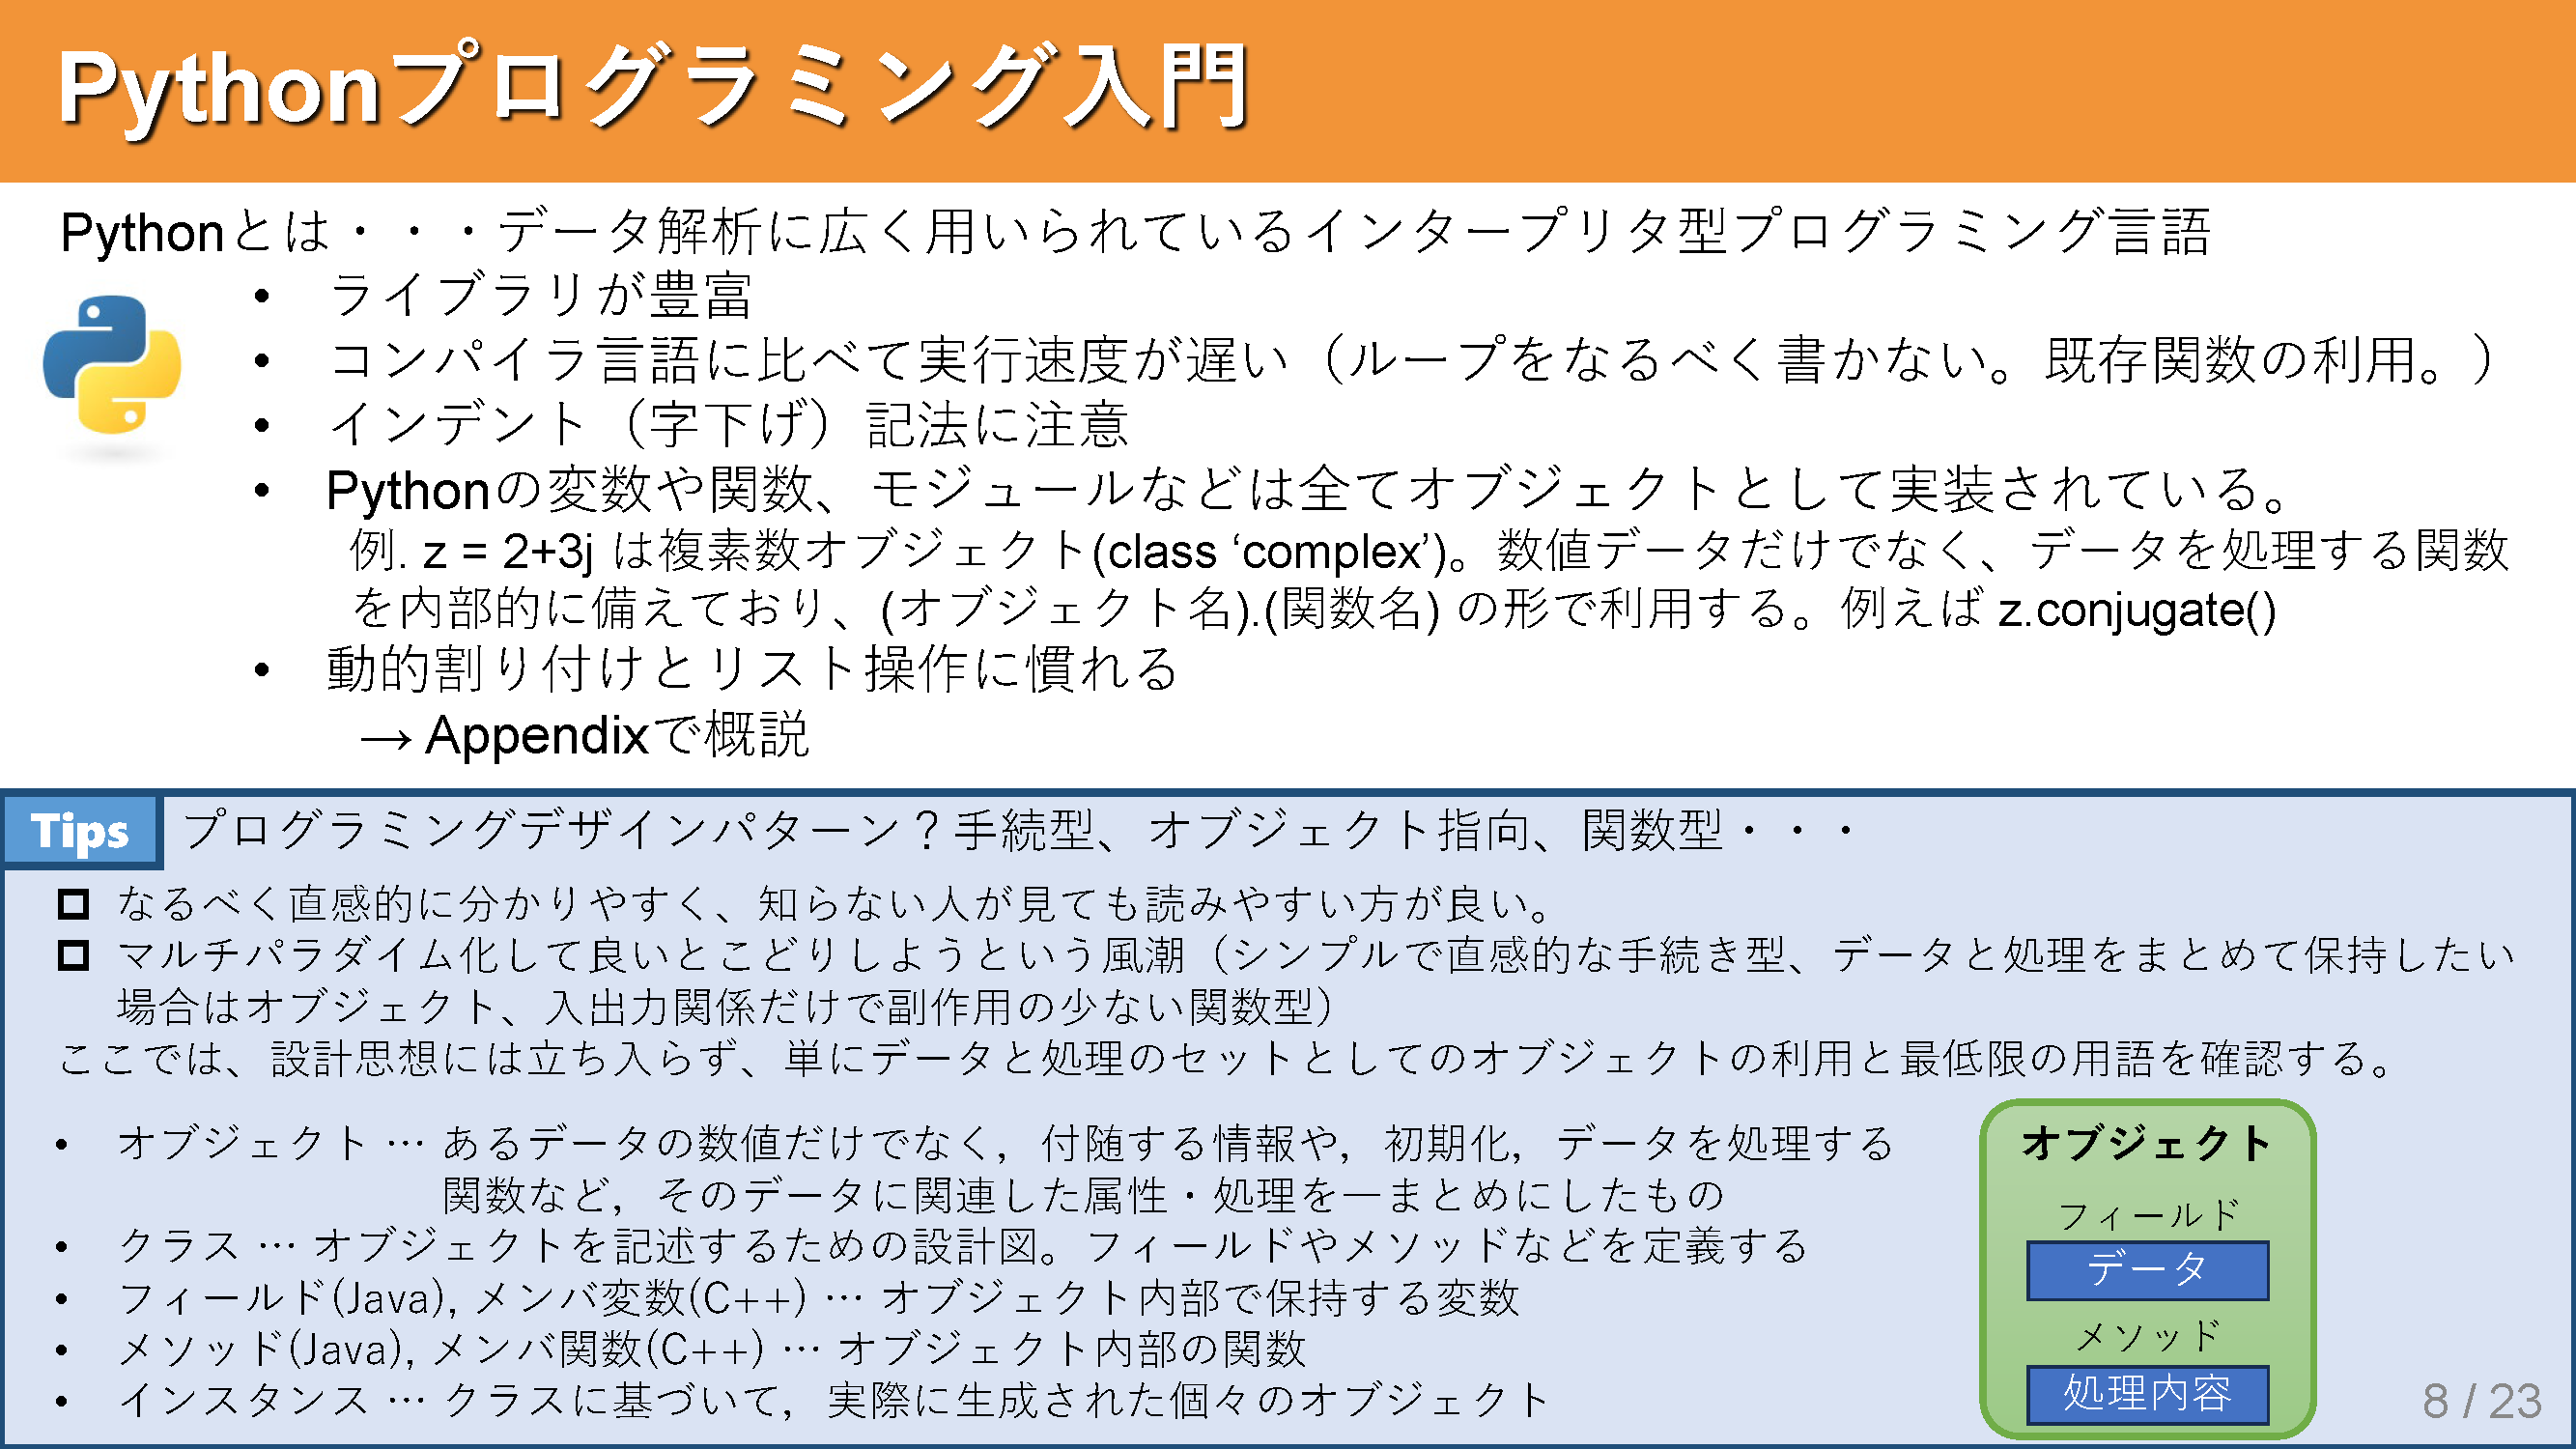 Pythonプログラミング入門
Pythonとは・・・データ解析に広く用いられているインタープリタ型プログラミング言語
• ライブラリが豊富
• コンパイラ言語に比べて実行速度が遅い（ループをなるべく書かない。既存関数の利用。）
• インデント（字下げ）記法に注意
• Pythonの変数や関数、モジュールなどは全てオブジェクトとして実装されている。
例. z = 2+3j は複素数オブジェクト(class ‘complex’)。数値データだけでなく、データを処理する関数
を内部的に備えており、(オブジェクト名).(関数名) の形で利用する。例えば z.conjugate()
• 動的割り付けとリスト操作に慣れる
→ Appendixで概説
Tips プログラミングデザインパターン？手続型、オブジェクト指向、関数型・・・
なるべく直感的に分かりやすく、知らない人が見ても読みやすい方が良い。
マルチパラダイム化して良いとこどりしようという風潮（シンプルで直感的な手続き型、データと処理をまとめて保持したい
場合はオブジェクト、入出力関係だけで副作用の少ない関数型）
ここでは、設計思想には立ち入らず、単にデータと処理のセットとしてのオブジェクトの利用と最低限の用語を確認する。
• オブジェクト … あるデータの数値だけでなく，付随する情報や，初期化，データを処理する
関数など，そのデータに関連した属性・処理を一まとめにしたもの
• クラス … オブジェクトを記述するための設計図。フィールドやメソッドなどを定義する
• フィールド(Java), メンバ変数(C++) … オブジェクト内部で保持する変数
• メソッド(Java), メンバ関数(C++) … オブジェクト内部の関数
• インスタンス … クラスに基づいて，実際に生成された個々のオブジェクト
オブジェクト
フィールド
データ
メソッド
処理内容
8 / 23